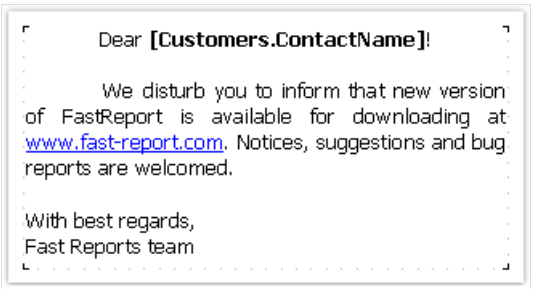 Dear [Customers.ContactName]!
We disturb you to inform that new version
of FastReport is available for downloading at
www.fast-report.com. Notices, suggestions and bug
reports are welcomed.
With best regards,
Fast Reports team